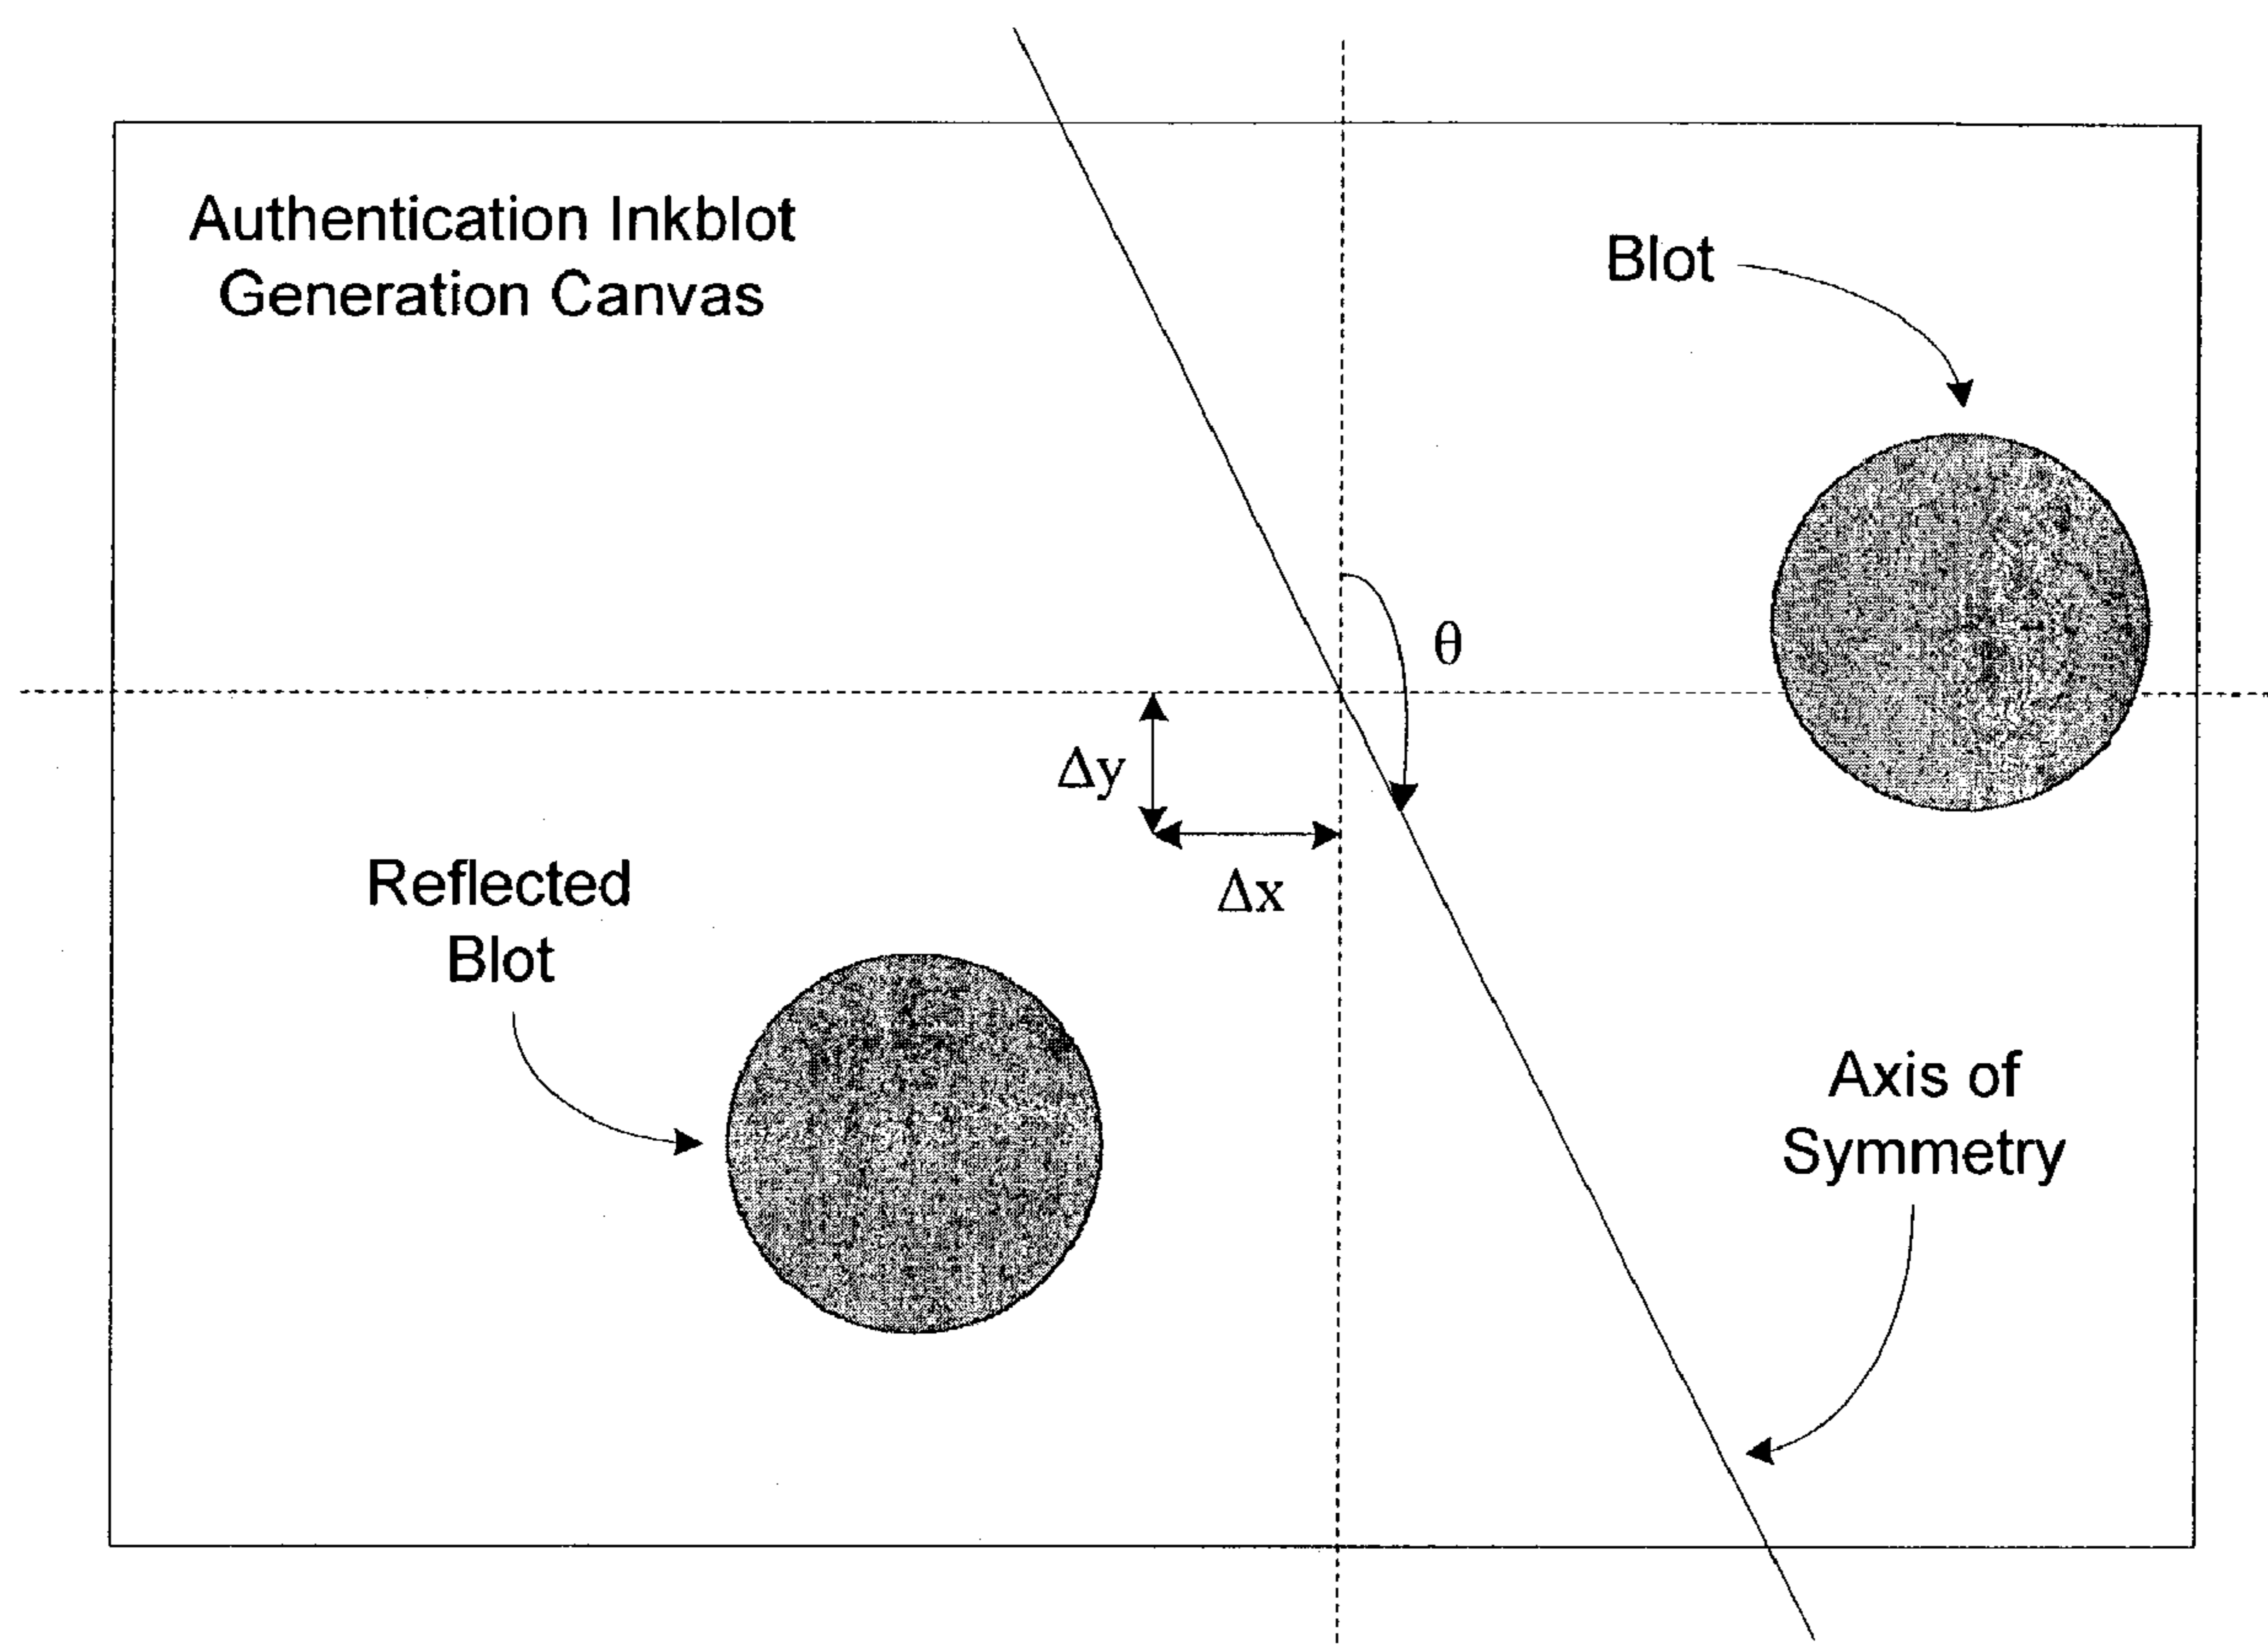 Authentication Inkblot
Generation Canvas
Blot
θ
Δy
Δx
Reflected
Blot
Axis of
Symmetry